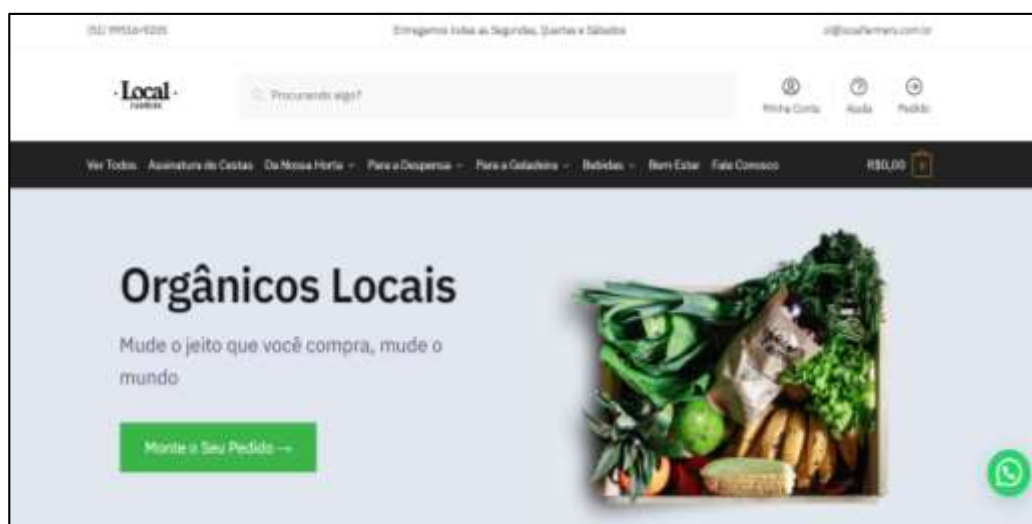 Entregamos todas as Segundas, Quartas e Sábados
· Local ·
FARMERS
Procurando algo?
Minha Conta
Ajuda
Pedido
Ver Todos Assinatura de Cestas Da Nossa Horta Para a Despensa Para a Geladeira Bebidas Bem Estar Fale Conosco R$0,00
Orgânicos Locais
Mude o jeito que você compra, mude o
mundo
Monte o Seu Pedido →